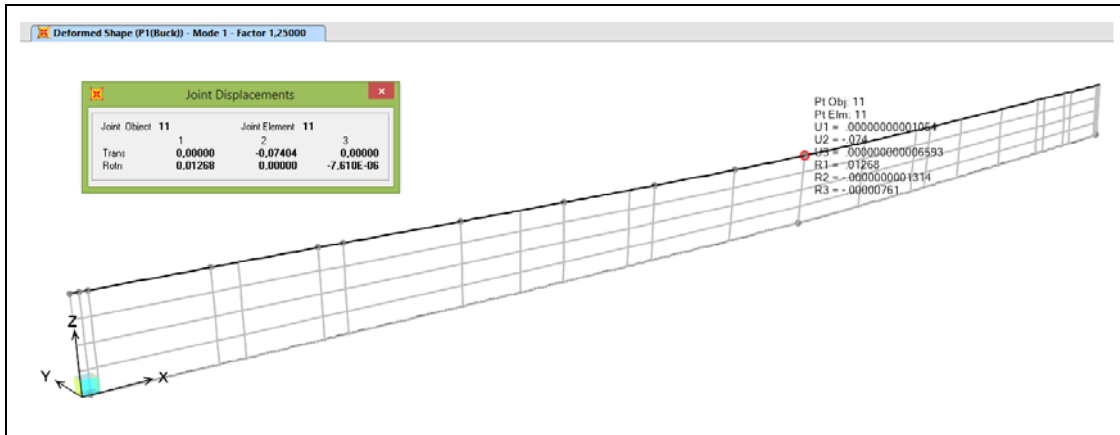 Deformed Shape (P1(Buck)) - Mode 1 - Factor 1,25000
Joint Displacements
Joint Object 11 Joint Element 11
1 2 3
Trans 0,00000 -0,07404 0,00000
Rotn 0,01268 0,00000 -7,610E-06
Pt Obj: 11
Pt Elm: 11
U1 = .00000000001054
U2 = -.074
U3 = .000000000006593
R1 = .01268
R2 = -.0000000001314
R3 = -.00000761
Z
Y
X